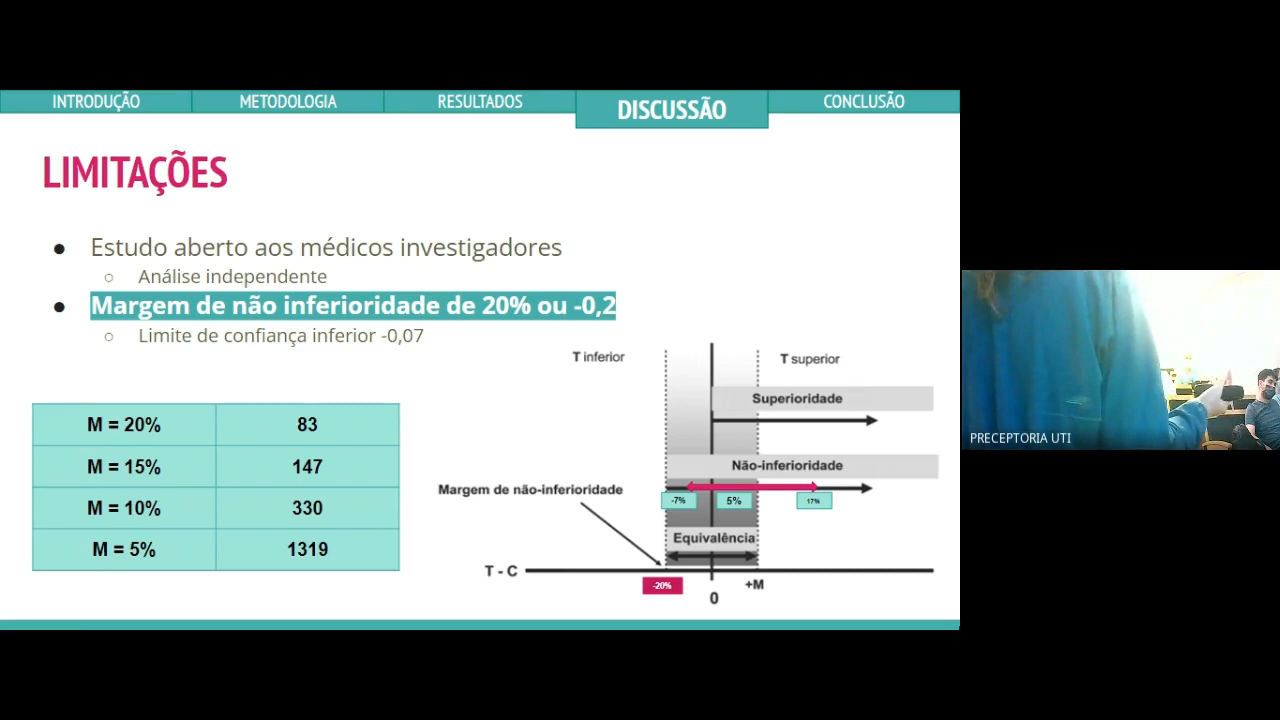 INTRODUÇÃO METODOLOGIA RESULTADOS DISCUSSÃO CONCLUSÃO
LIMITAÇÕES
● Estudo aberto aos médicos investigadores
○ Análise independente
● Margem de não inferioridade de 20% ou -0,2
○ Limite de confiança inferior -0,07
M = 20% 83
M = 15% 147
M = 10% 330
M = 5% 1319
T inferior T superior
Superioridade
Não-inferioridade
Margem de não-inferioridade
-7% 5% 17%
Equivalência
T - C
-20% +M
0
PRECEPTORIA UTI